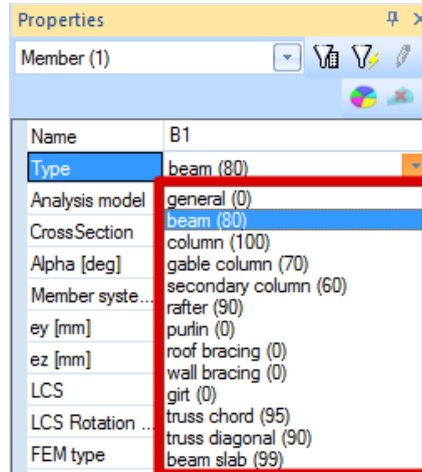 Properties
Member (1)
Name B1
Type beam (80)
Analysis model
CrossSection
Alpha [deg]
Member syste...
ey [mm]
ez [mm]
LCS
LCS Rotation ...
FEM type
general (0)
beam (80)
column (100)
gable column (70)
secondary column (60)
rafter (90)
purlin (0)
roof bracing (0)
wall bracing (0)
girt (0)
truss chord (95)
truss diagonal (90)
beam slab (99)